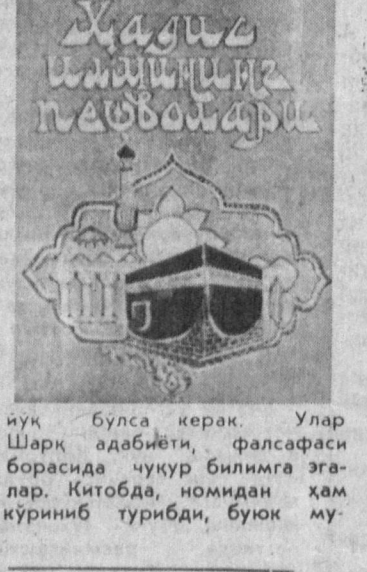 Ҳадис
илмининг
пешволари
йўқ бўлса керак. Улар
Шарқ адабиёти, фалсафаси
борасида чуқур билимга эга-
лар. Китобда, номидан ҳам
кўриниб турибди, буюк му-